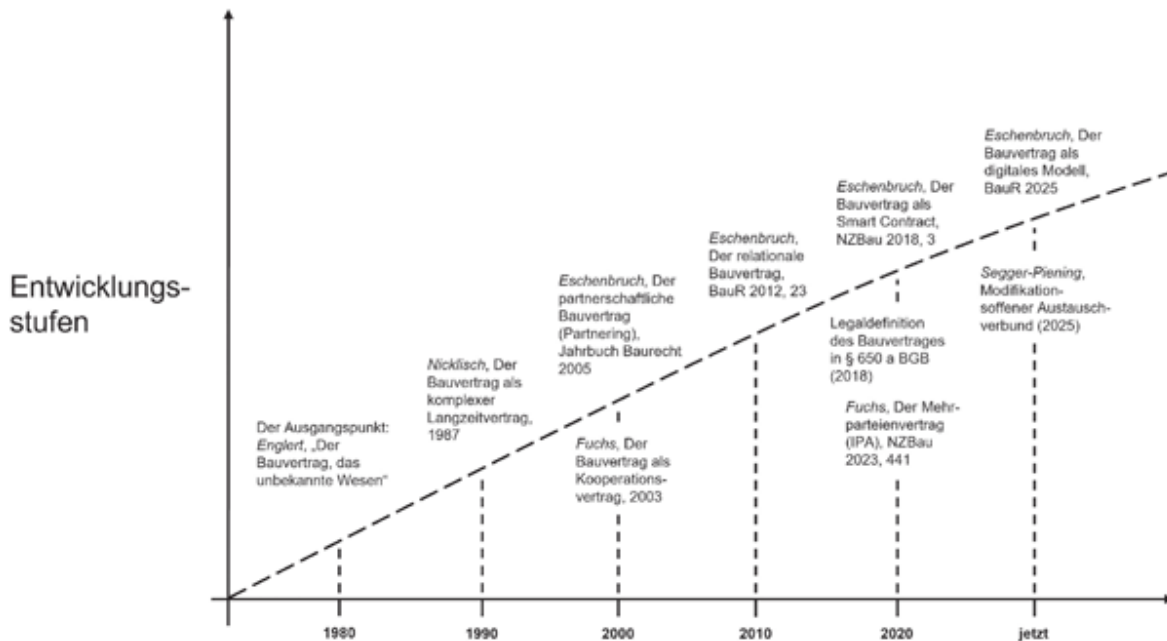 Entwicklungs-
stufen
Der Ausgangspunkt:
Englert, „Der
Bauvertrag, das
unbekannte Wesen“
Nicklisch, Der
Bauvertrag als
komplexer
Langzeitvertrag,
1987
Eschenbruch, Der
partnerschaftliche
Bauvertrag
(Partnering),
Jahrbuch Baurecht
2005
Fuchs, Der
Bauvertrag als
Kooperations-
vertrag, 2003
Eschenbruch,
Der relationale
Bauvertrag,
BauR 2012, 23
Eschenbruch, Der
Bauvertrag als
Smart Contract,
NZBau 2018, 3
Legaldefinition
des Bauvertrages
in § 650 a BGB
(2018)
Fuchs, Der Mehr-
parteienvertrag
(IPA), NZBau
2023, 441
Eschenbruch, Der
Bauvertrag als
digitales Modell,
BauR 2025
Segger-Piening,
Modifikation-
soffener Austausch-
verbund (2025)
1980
1990
2000
2010
2020
jetzt